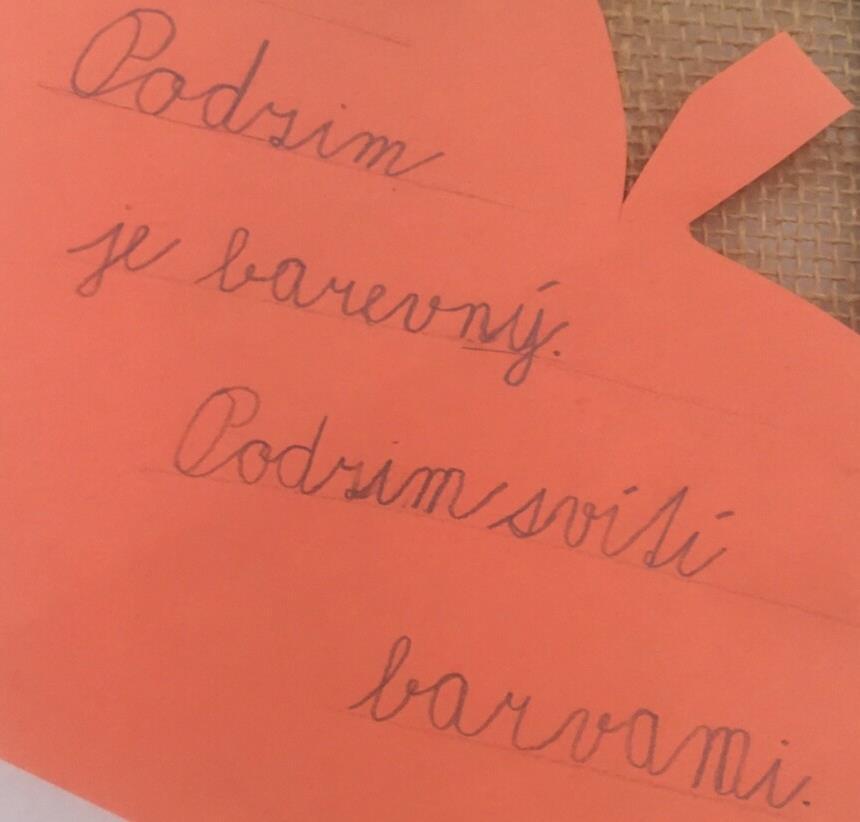 Podzim
je barevný.
Podzim svítí
barvami.